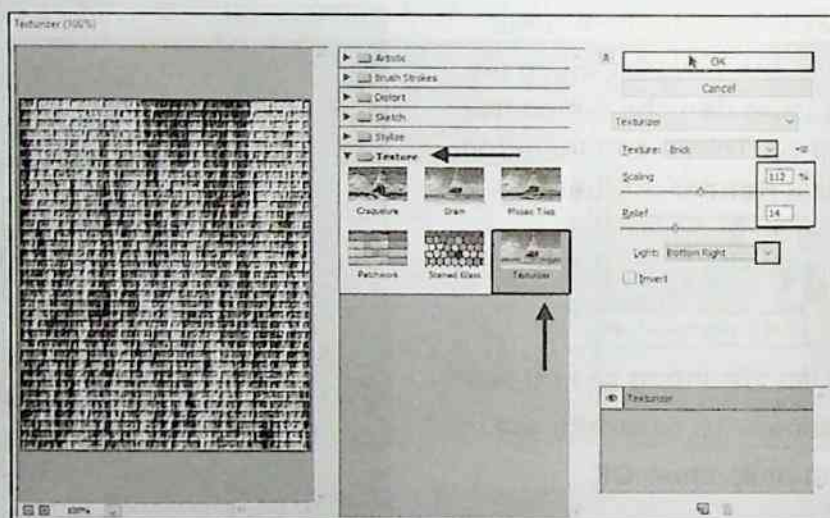 Texturizer (100%)
Artistic
Brush Strokes
Distort
Sketch
Stylize
Texture
Craquelure
Grain
Mosaic Tiles
Patchwork
Stained Glass
Texturizer
100%
OK
Cancel
Texturizer
Texture: Brick
Scaling
112 %
Relief
14
Light: Bottom Right
Invert
Texturizer